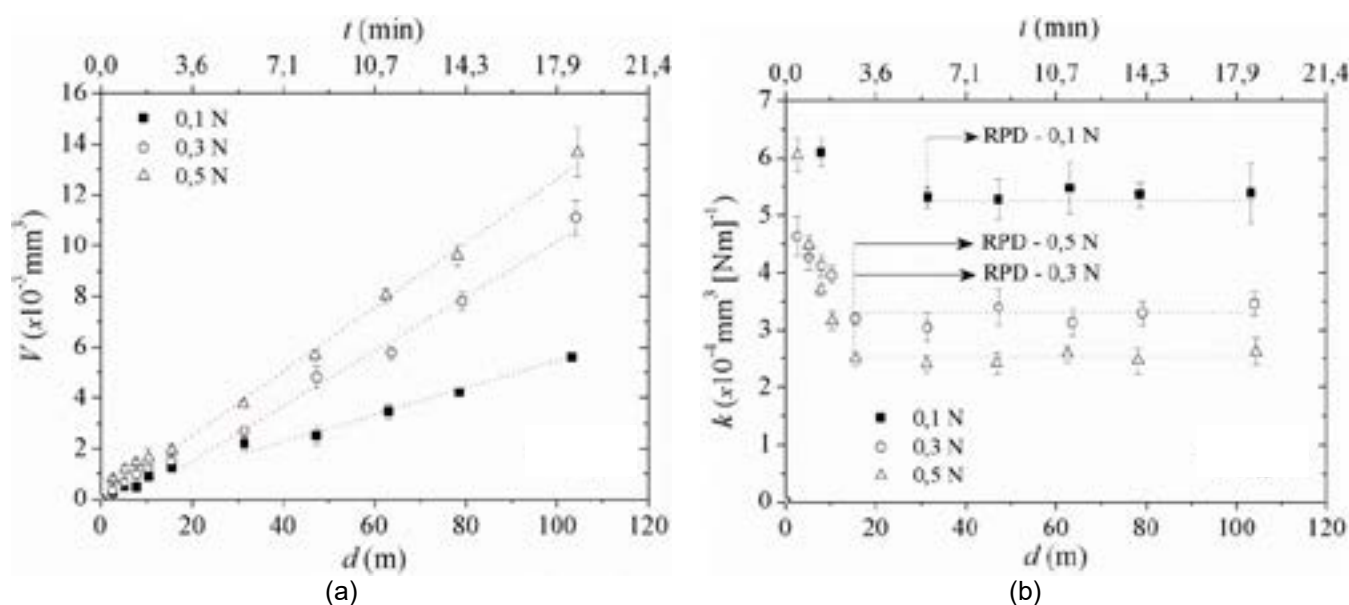 t (min)
0,0 3,6 7,1 10,7 14,3 17,9 21,4
16
14
12
10
8
6
4
2
0
V (x10⁻³mm³)
0,1 N
0,3 N
0,5 N
0 20 40 60 80 100 120
d (m)
(a)
t (min)
0,0 3,6 7,1 10,7 14,3 17,9 21,4
7
6
5
4
3
2
1
0
k (x10⁻⁴mm³ [Nm]⁻¹)
RPD - 0,1 N
RPD - 0,5 N
RPD - 0,3 N
0,1 N
0,3 N
0,5 N
0 20 40 60 80 100 120
d (m)
(b)